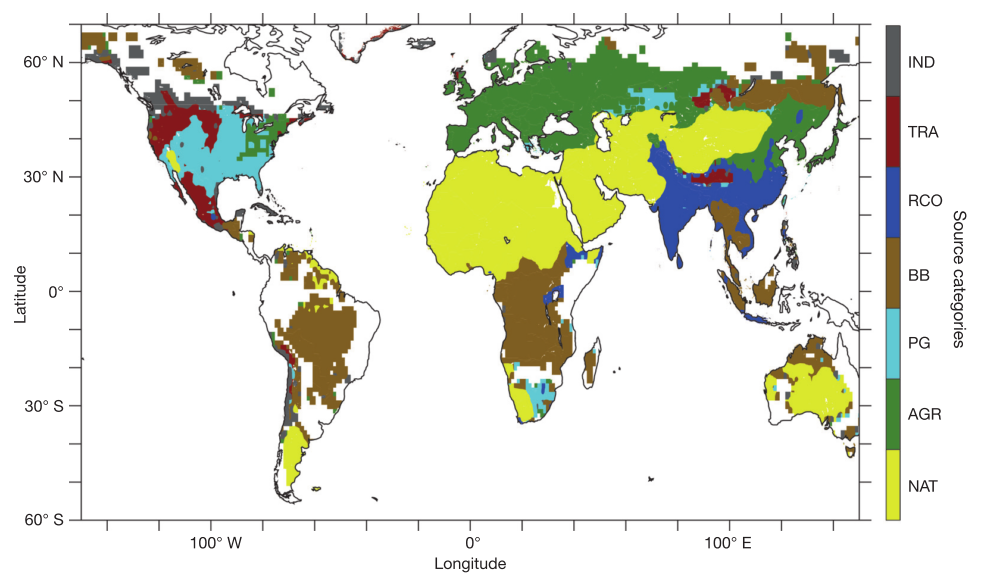 60° N
30° N
0°
30° S
60° S
Latitude
100° W
0°
100° E
Longitude
IND
TRA
RCO
BB
PG
AGR
NAT
Source categories